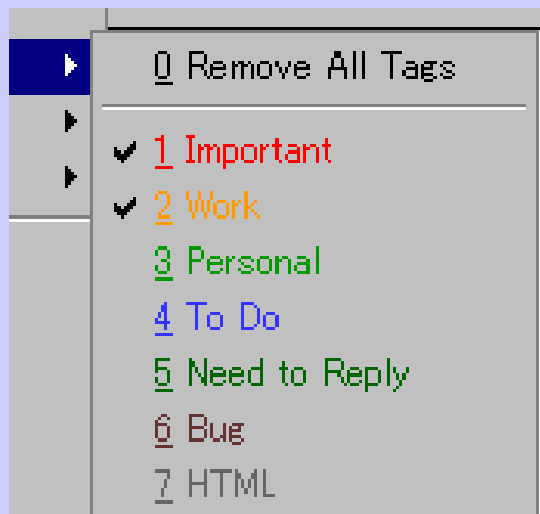 0 Remove All Tags
1 Important
2 Work
3 Personal
4 To Do
5 Need to Reply
6 Bug
7 HTML